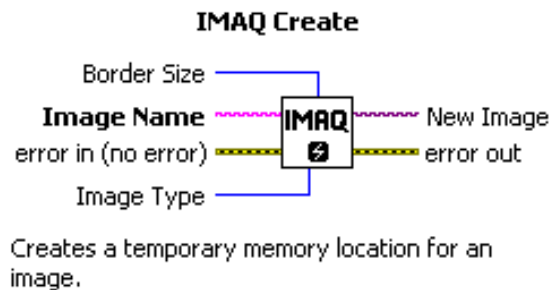 IMAQ Create
Border Size
Image Name
IMAQ
New Image
error in (no error)
error out
Image Type
Creates a temporary memory location for an
image.